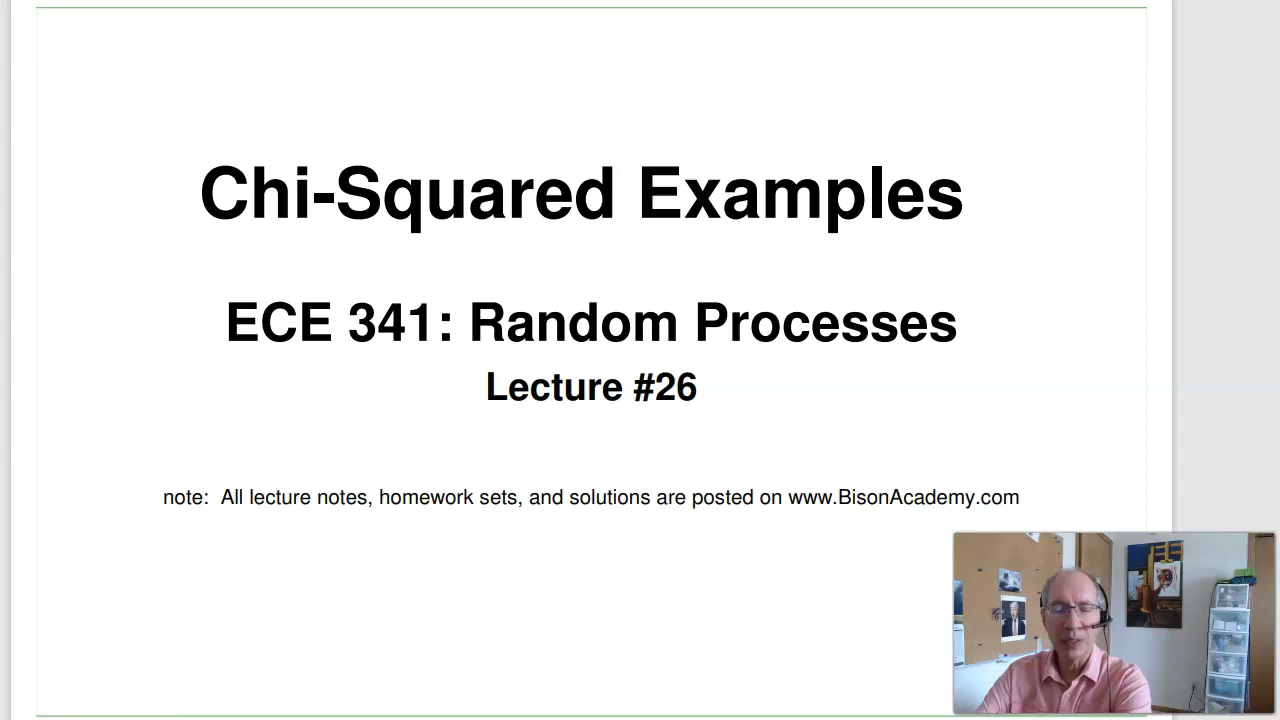 Chi-Squared Examples
ECE 341: Random Processes
Lecture #26
note: All lecture notes, homework sets, and solutions are posted on www.BisonAcademy.com